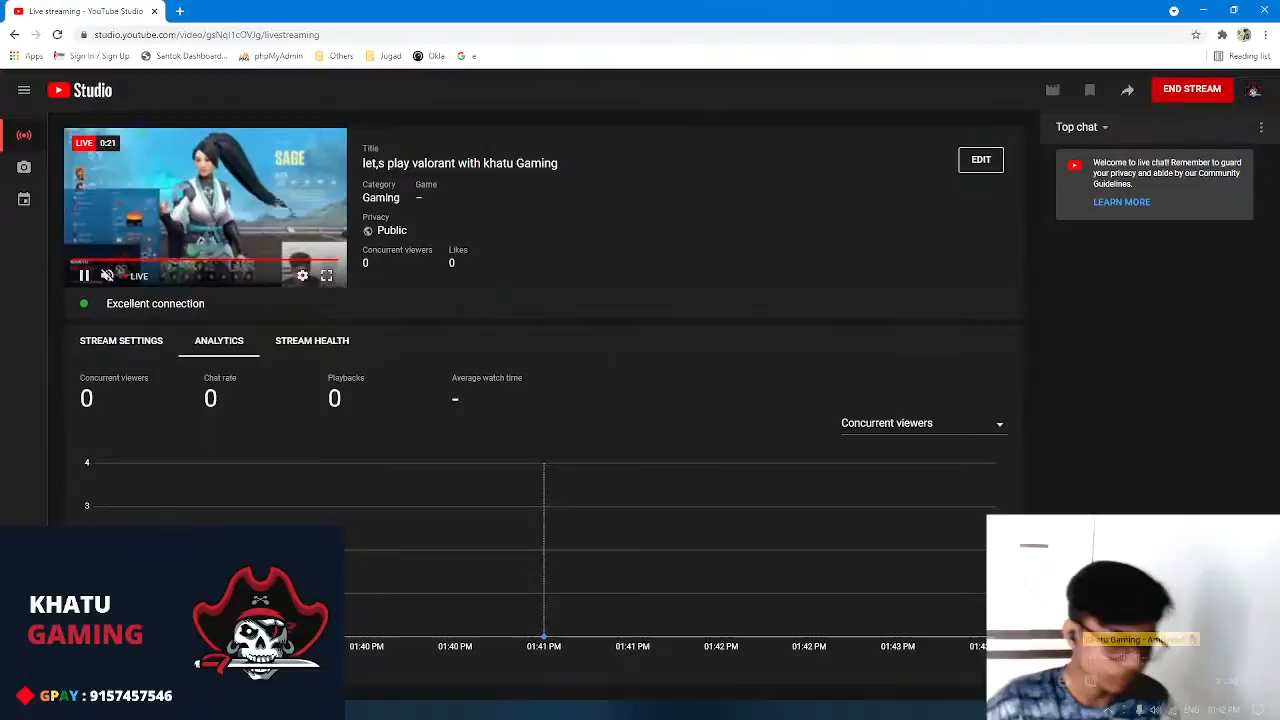 Live streaming - YouTube Studio
studio.youtube.com/video/gsNqI1cOVJg/livestreaming
Apps
Sign In / Sign Up
Santok Dashboard...
phpMyAdmin
Others
Jugad
Okla
e
Reading list
Studio
END STREAM
LIVE 0:21
SAGE
LIVE
Title
let,s play valorant with khatu Gaming
Category Game
Gaming –
Privacy
Public
Concurrent viewers Likes
0 0
EDIT
Top chat
Welcome to live chat! Remember to guard
your privacy and abide by our Community
Guidelines.
LEARN MORE
Excellent connection
STREAM SETTINGS ANALYTICS STREAM HEALTH
Concurrent viewers Chat rate Playbacks Average watch time
0 0 0 -
Concurrent viewers
4
3
01:40 PM 01:41 PM 01:41 PM 01:42 PM 01:42 PM 01:43 PM
KHATU
GAMING
GPAY : 9157457546
ENG 01:42 PM